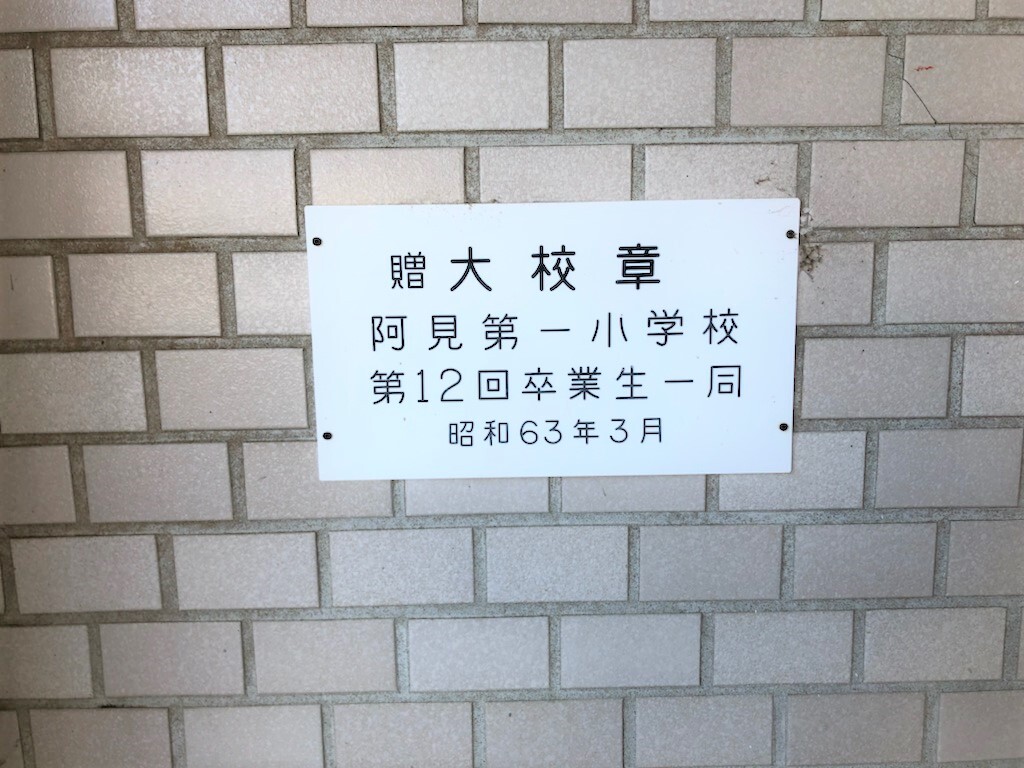 贈 大校章
阿見第一小学校
第12回卒業生一同
昭和63年3月